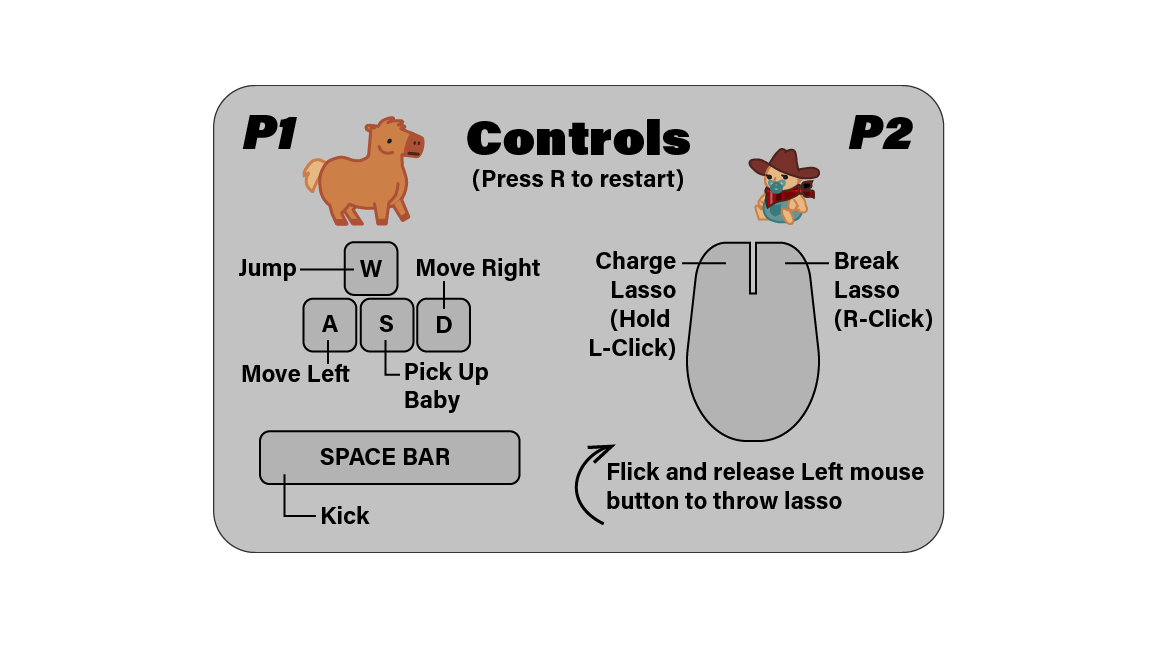 P1
Controls
P2
(Press R to restart)
Jump
W
Move Right
A
S
D
Move Left
Pick Up
Baby
SPACE BAR
Kick
Charge
Lasso
(Hold
L-Click)
Break
Lasso
(R-Click)
Flick and release Left mouse
button to throw lasso